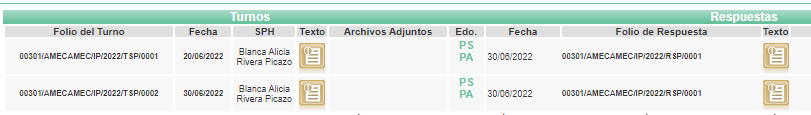 Turnos Respuestas
Folio del Turno Fecha SPH Texto Archivos Adjuntos Edo. Fecha Folio de Respuesta Texto
00301/AMECAMEC/IP/2022/TSP/0001 20/06/2022 Blanca Alicia Rivera Picazo PS PA 30/06/2022 00301/AMECAMEC/IP/2022/RSP/0001
00301/AMECAMEC/IP/2022/TSP/0002 30/06/2022 Blanca Alicia Rivera Picazo PS PA 30/06/2022 00301/AMECAMEC/IP/2022/RSP/0001